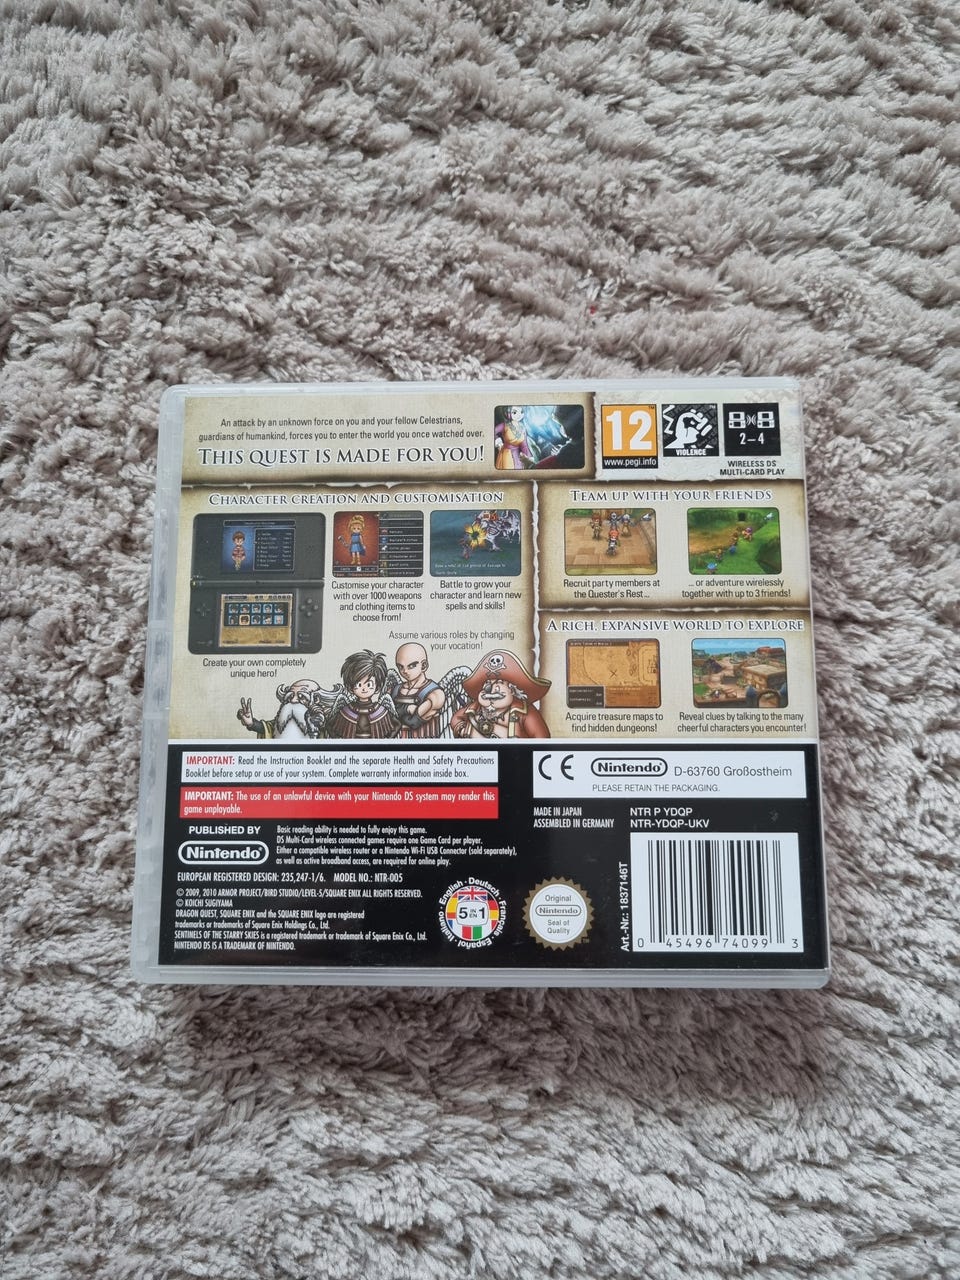 An attack by an unknown force on you and your fellow Celestrians,
guardians of humankind, forces you to enter the world you once watched over.
THIS QUEST IS MADE FOR YOU!
12
www.pegi.info
VIOLENCE
2–4
WIRELESS DS
MULTI-CARD PLAY
CHARACTER CREATION AND CUSTOMISATION
Customise your character
with over 1000 weapons
and clothing items to
choose from!
Battle to grow your
character and learn new
spells and skills!
Assume various roles by changing
your vocation!
Create your own completely
unique hero!
TEAM UP WITH YOUR FRIENDS
Recruit party members at
the Quester's Rest ...
... or adventure wirelessly
together with up to 3 friends!
A RICH, EXPANSIVE WORLD TO EXPLORE
Acquire treasure maps to
find hidden dungeons!
Reveal clues by talking to the many
cheerful characters you encounter!
IMPORTANT: Read the Instruction Booklet and the separate Health and Safety Precautions
Booklet before setup or use of your system. Complete warranty information inside box.
IMPORTANT: The use of an unlawful device with your Nintendo DS system may render this
game unplayable.
PUBLISHED BY
Nintendo
Basic reading ability is needed to fully enjoy this game.
DS Multi-Card wireless connected games require one Game Card per player.
Either a compatible wireless router or a Nintendo Wi-Fi USB Connector (sold separately),
as well as active broadband access, are required for online play.
EUROPEAN REGISTERED DESIGN: 235,247-1/6. MODEL NO.: NTR-005
© 2009, 2010 ARMOR PROJECT/BIRD STUDIO/LEVEL-5/SQUARE ENIX ALL RIGHTS RESERVED.
© KOICHI SUGIYAMA
DRAGON QUEST, SQUARE ENIX and the SQUARE ENIX logo are registered
trademarks or trademarks of Square Enix Holdings Co., Ltd.
SENTINELS OF THE STARRY SKIES is a registered trademark or trademark of Square Enix Co., Ltd.
NINTENDO DS IS A TRADEMARK OF NINTENDO.
English · Deutsch · Français · Español · Italiano
5 IN 1
Original
Nintendo
Seal of
Quality
CE
Nintendo
D-63760 Großostheim
PLEASE RETAIN THE PACKAGING.
MADE IN JAPAN
ASSEMBLED IN GERMANY
NTR P YDQP
NTR-YDQP-UKV
Art.-Nr.: 1837146T
0 45496 74099 3